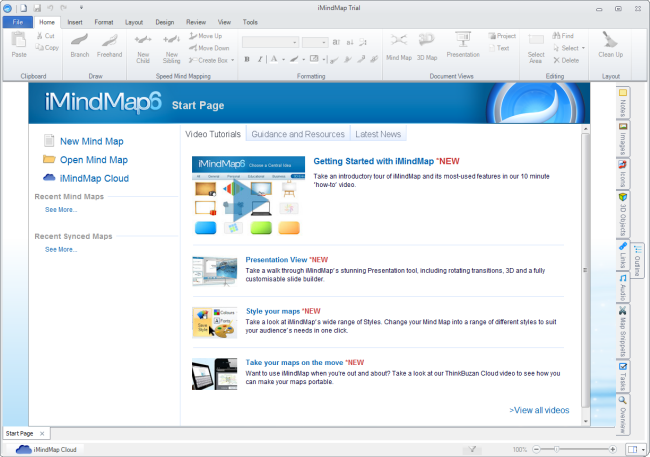 iMindMap Trial
File Home Insert Format Layout Design Review View Tools
Paste
Cut
Copy
Clipboard
Branch
Freehand
Draw
New Child
New Sibling
Move Up
Move Down
Create Box
Speed Mind Mapping
B I A
Formatting
Mind Map
3D Map
Presentation
Project
Text
Document Views
Select Area
Find
Select
Delete
Editing
Clean Up
Layout
iMindMap6 Start Page
New Mind Map
Open Mind Map
iMindMap Cloud
Recent Mind Maps
See More...
Recent Synced Maps
See More...
Video Tutorials Guidance and Resources Latest News
iMindMap6 Choose a Central Idea
Getting Started with iMindMap *NEW
Take an introductory tour of iMindMap and its most-used features in our 10 minute
'how-to' video.
Presentation View *NEW
Take a walk through iMindMap's stunning Presentation tool, including rotating transitions, 3D and a fully
customisable slide builder.
Colours
Fonts
Save Style
Style your maps *NEW
Take a look at iMindMap's wide range of Styles. Change your Mind Map into a range of different styles to suit
your audience's needs in one click.
Take your maps on the move *NEW
Want to use iMindMap when you're out and about? Take a look at our ThinkBuzan Cloud video to see how you
can make your maps portable.
>View all videos
Notes
Images
Icons
3D Objects
Links
Audio
Map Snippets
Tasks
Overview
Outline
Start Page
iMindMap Cloud
100%